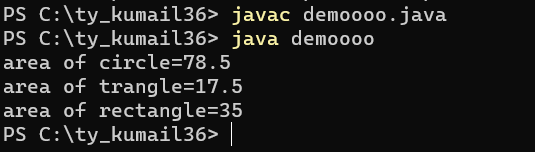 PS C:\ty_kumail36> javac demoooo.java
PS C:\ty_kumail36> java demoooo
area of circle=78.5
area of trangle=17.5
area of rectangle=35
PS C:\ty_kumail36>